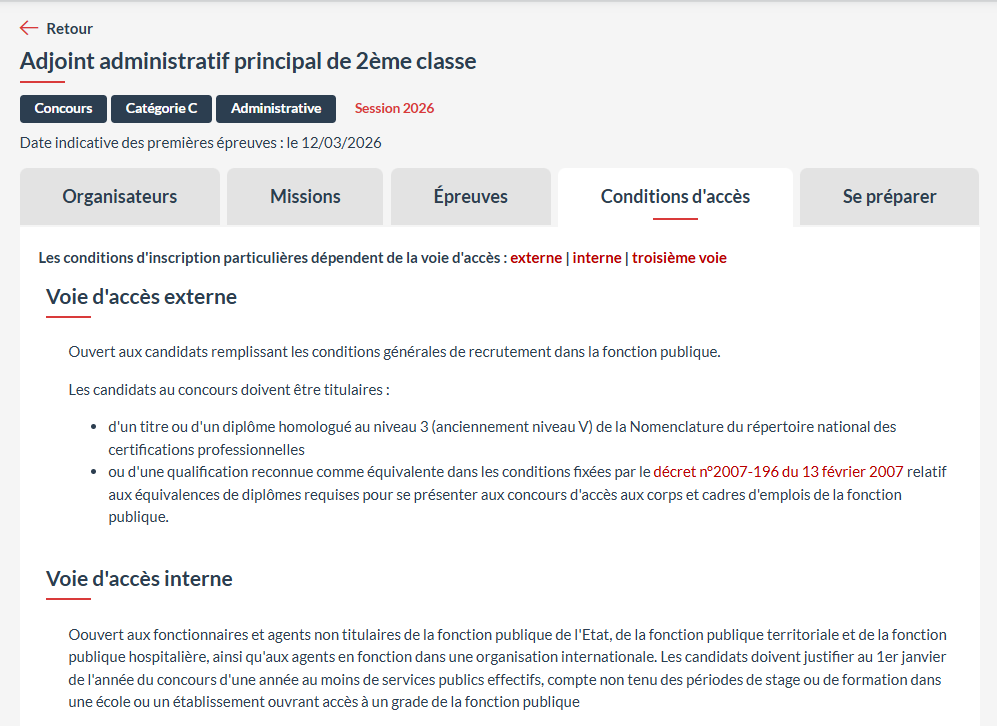 Retour
Adjoint administratif principal de 2ème classe
Concours Catégorie C Administrative Session 2026
Date indicative des premières épreuves : le 12/03/2026
Organisateurs Missions Épreuves Conditions d'accès Se préparer
Les conditions d'inscription particulières dépendent de la voie d'accès : externe | interne | troisième voie
Voie d'accès externe
Ouvert aux candidats remplissant les conditions générales de recrutement dans la fonction publique.
Les candidats au concours doivent être titulaires :
• d'un titre ou d'un diplôme homologué au niveau 3 (anciennement niveau V) de la Nomenclature du répertoire national des
certifications professionnelles
• ou d'une qualification reconnue comme équivalente dans les conditions fixées par le décret n°2007-196 du 13 février 2007 relatif
aux équivalences de diplômes requises pour se présenter aux concours d'accès aux corps et cadres d'emplois de la fonction
publique.
Voie d'accès interne
Oouvert aux fonctionnaires et agents non titulaires de la fonction publique de l'Etat, de la fonction publique territoriale et de la fonction
publique hospitalière, ainsi qu'aux agents en fonction dans une organisation internationale. Les candidats doivent justifier au 1er janvier
de l'année du concours d'une année au moins de services publics effectifs, compte non tenu des périodes de stage ou de formation dans
une école ou un établissement ouvrant accès à un grade de la fonction publique